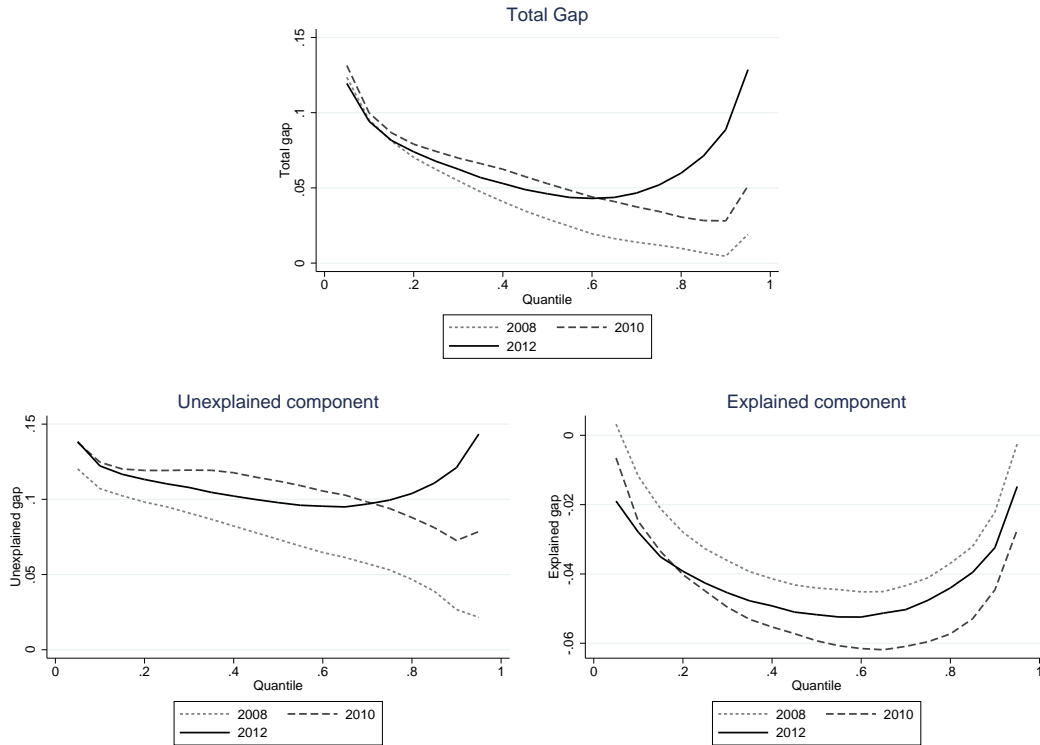 Total Gap
Total gap
.15
.1
.05
0
0 .2 .4 .6 .8 1
Quantile
2008 2010
2012
Unexplained component
Unexplained gap
.15
.1
.05
0
0 .2 .4 .6 .8 1
Quantile
2008 2010
2012
Explained component
Explained gap
0
-.02
-.04
-.06
0 .2 .4 .6 .8 1
Quantile
2008 2010
2012